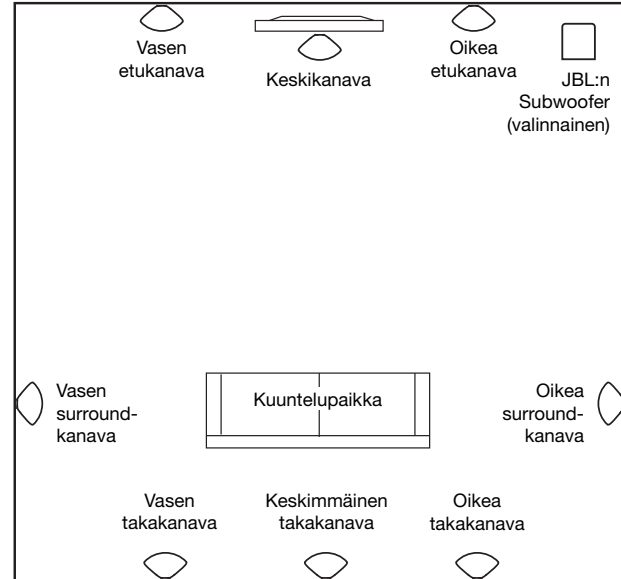 Vasen
etukanava
Keskikanava
Oikea
etukanava
JBL:n
Subwoofer
(valinnainen)
Vasen
surround-
kanava
Kuuntelupaikka
Oikea
surround-
kanava
Vasen
takakanava
Keskimmäinen
takakanava
Oikea
takakanava